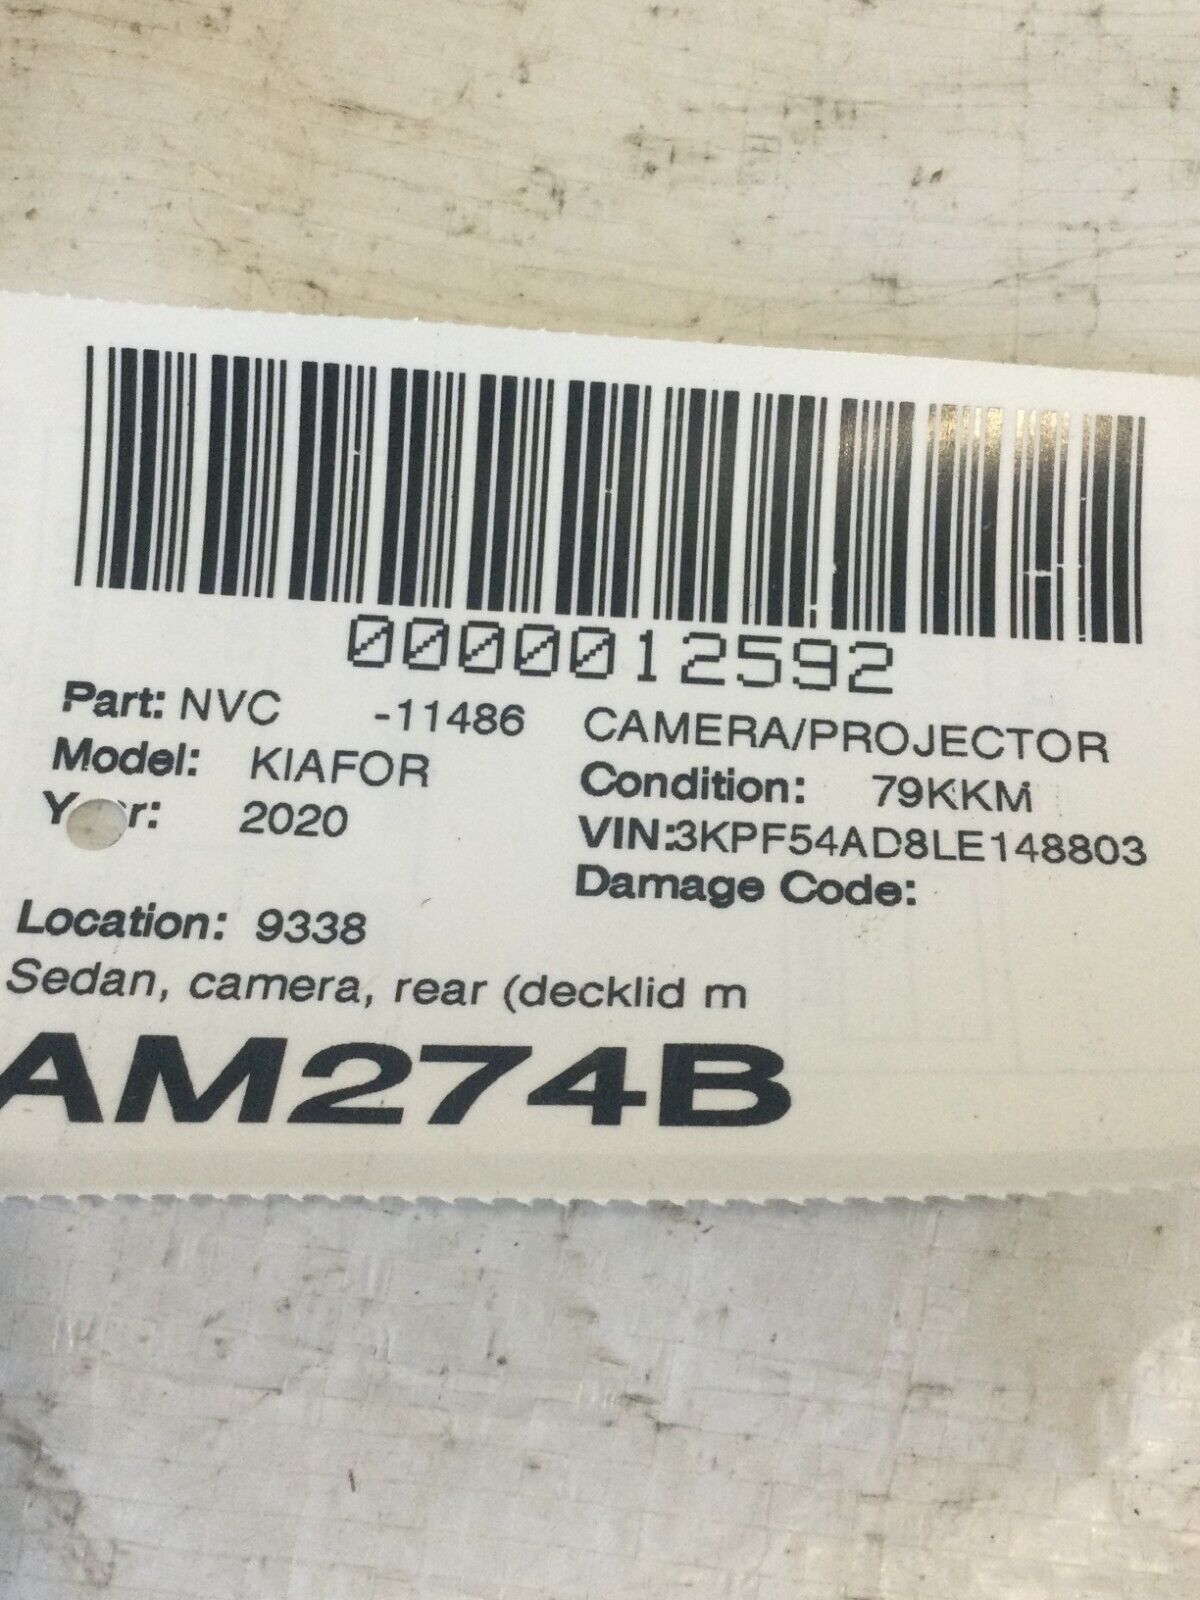 0000012592
Part: NVC -11486 CAMERA/PROJECTOR
Model: KIAFOR Condition: 79KKM
Year: 2020 VIN:3KPF54AD8LE148803
Damage Code:
Location: 9338
Sedan, camera, rear (decklid m
AM274B